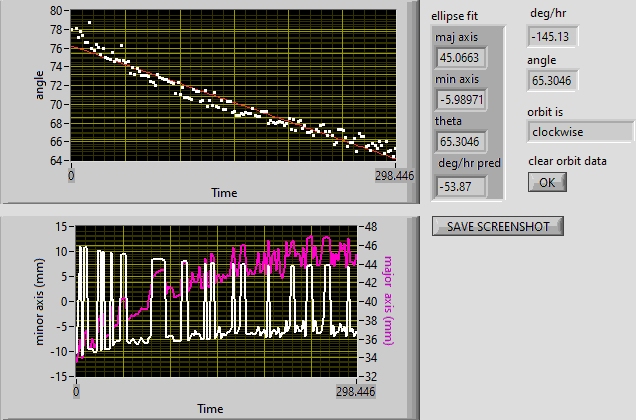 80
78
76
74
72
70
68
66
64
angle
0
298.446
Time
ellipse fit
maj axis
45.0663
min axis
-5.98971
theta
65.3046
deg/hr pred
-53.87
deg/hr
-145.13
angle
65.3046
orbit is
clockwise
clear orbit data
OK
SAVE SCREENSHOT
15
10
5
0
-5
-10
-15
minor axis (mm)
48
46
44
42
40
38
36
34
32
major axis (mm)
0
298.446
Time